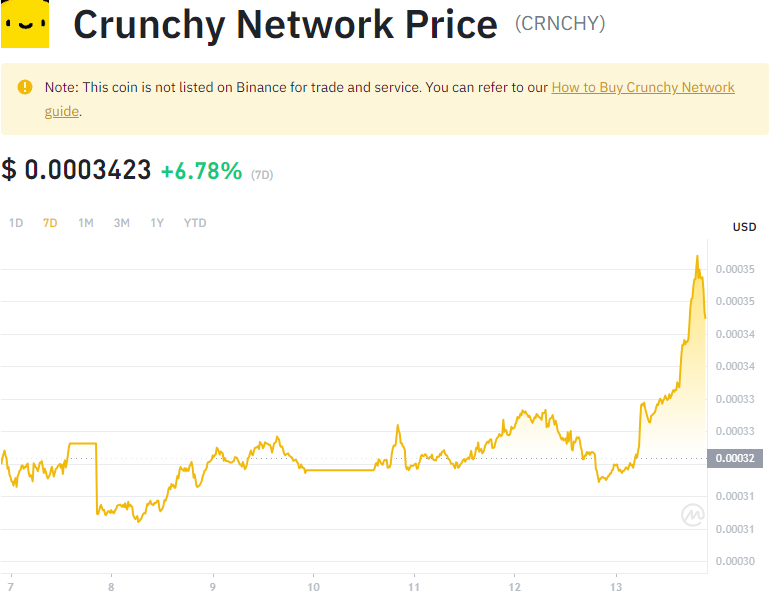 Crunchy Network Price (CRNCHY)
Note: This coin is not listed on Binance for trade and service. You can refer to our How to Buy Crunchy Network
guide.
$ 0.0003423 +6.78% (7D)
1D 7D 1M 3M 1Y YTD
USD
0.00035
0.00035
0.00034
0.00034
0.00033
0.00033
0.00032
0.00031
0.00031
0.00030
7 8 9 10 11 12 13